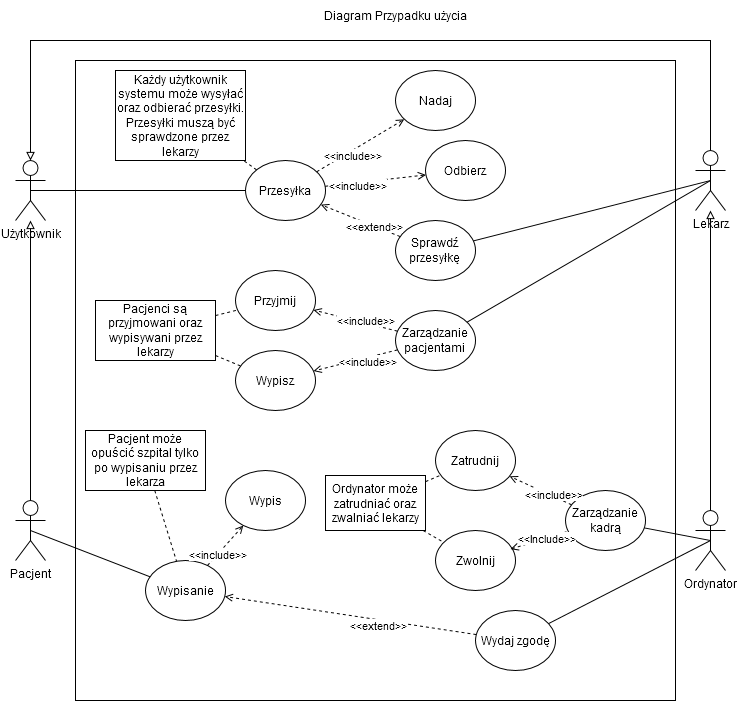 Diagram Przypadku użycia
Każdy użytkownik
systemu może wysyłać
oraz odbierać przesyłki.
Przesyłki muszą być
sprawdzone przez
lekarzy
Nadaj
<<include>>
Odbierz
<<include>>
Przesyłka
<<extend>>
Sprawdź
przesyłkę
Użytkownik
Lekarz
Pacjenci są
przyjmowani oraz
wypisywani przez
lekarzy
Przyjmij
<<include>>
Zarządzanie
pacjentami
<<include>>
Wypisz
Pacjent może
opuścić szpital tylko
po wypisaniu przez
lekarza
Wypis
<<include>>
Wypisanie
Pacjent
Ordynator może
zatrudniać oraz
zwalniać lekarzy
Zatrudnij
<<include>>
Zarządzanie
kadrą
<<Include>>
Zwolnij
Ordynator
<<extend>>
Wydaj zgodę